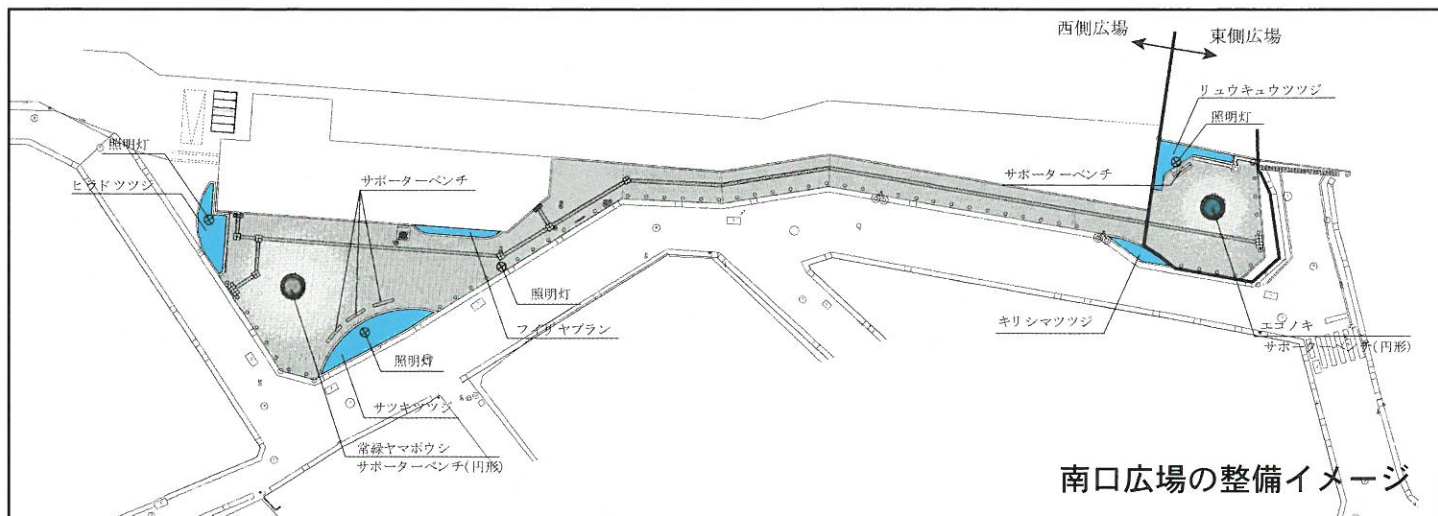 西側広場
東側広場
リュウキュウツツジ
照明灯
照明灯
ヒラドツツジ
サポーターベンチ
サポーターベンチ
照明灯
フイリヤブラン
キリシマツツジ
エゴノキ
サポーターベンチ(円形)
照明灯
サツキツツジ
常緑ヤマボウシ
サポーターベンチ(円形)
南口広場の整備イメージ